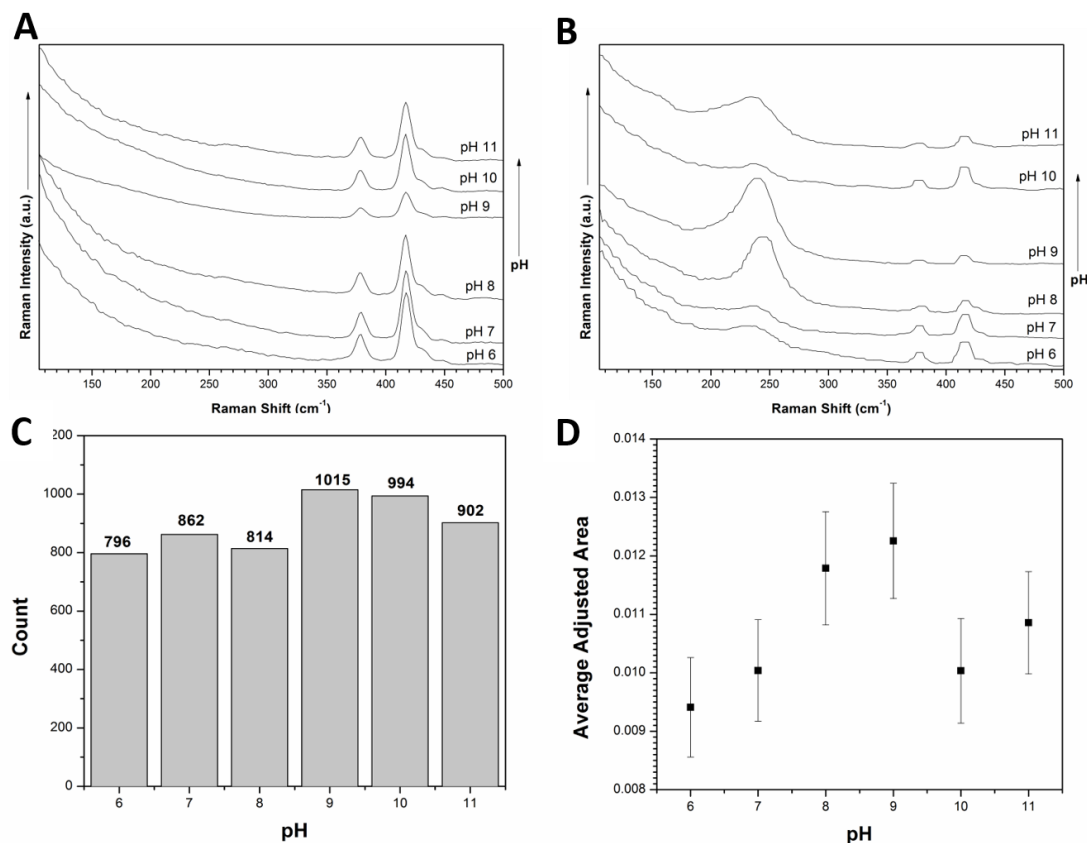 A
Raman Intensity (a.u.)
pH 11
pH 10
pH 9
pH 8
pH 7
pH 6
pH
150 200 250 300 350 400 450 500
Raman Shift (cm⁻¹)
B
Raman Intensity (a.u.)
pH 11
pH 10
pH 9
pH 8
pH 7
pH 6
pH
150 200 250 300 350 400 450 500
Raman Shift (cm⁻¹)
C
Count
200
1000
800
600
400
200
0
796
862
814
1015
994
902
6 7 8 9 10 11
pH
D
Average Adjusted Area
0.014
0.013
0.012
0.011
0.010
0.009
0.008
6 7 8 9 10 11
pH